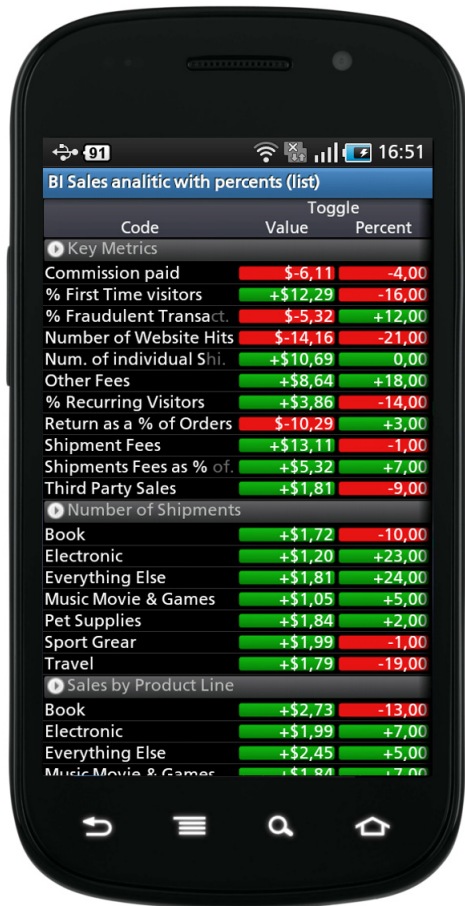 91 16:51
BI Sales analitic with percents (list)
Toggle
Code Value Percent
Key Metrics
Commission paid $-6,11 -4,00
% First Time visitors +$12,29 -16,00
% Fraudulent Transact. $-5,32 +12,00
Number of Website Hits $-14,16 -21,00
Num. of individual Shi. +$10,69 0,00
Other Fees +$8,64 +18,00
% Recurring Visitors +$3,86 -14,00
Return as a % of Orders $-10,29 +3,00
Shipment Fees +$13,11 -1,00
Shipments Fees as % of. +$5,32 +7,00
Third Party Sales +$1,81 -9,00
Number of Shipments
Book +$1,72 -10,00
Electronic +$1,20 +23,00
Everything Else +$1,81 +24,00
Music Movie & Games +$1,05 +5,00
Pet Supplies +$1,84 +2,00
Sport Grear +$1,99 -1,00
Travel +$1,79 -19,00
Sales by Product Line
Book +$2,73 -13,00
Electronic +$1,99 +7,00
Everything Else +$2,45 +5,00
Music Movie & Games +$1,84 +7,00